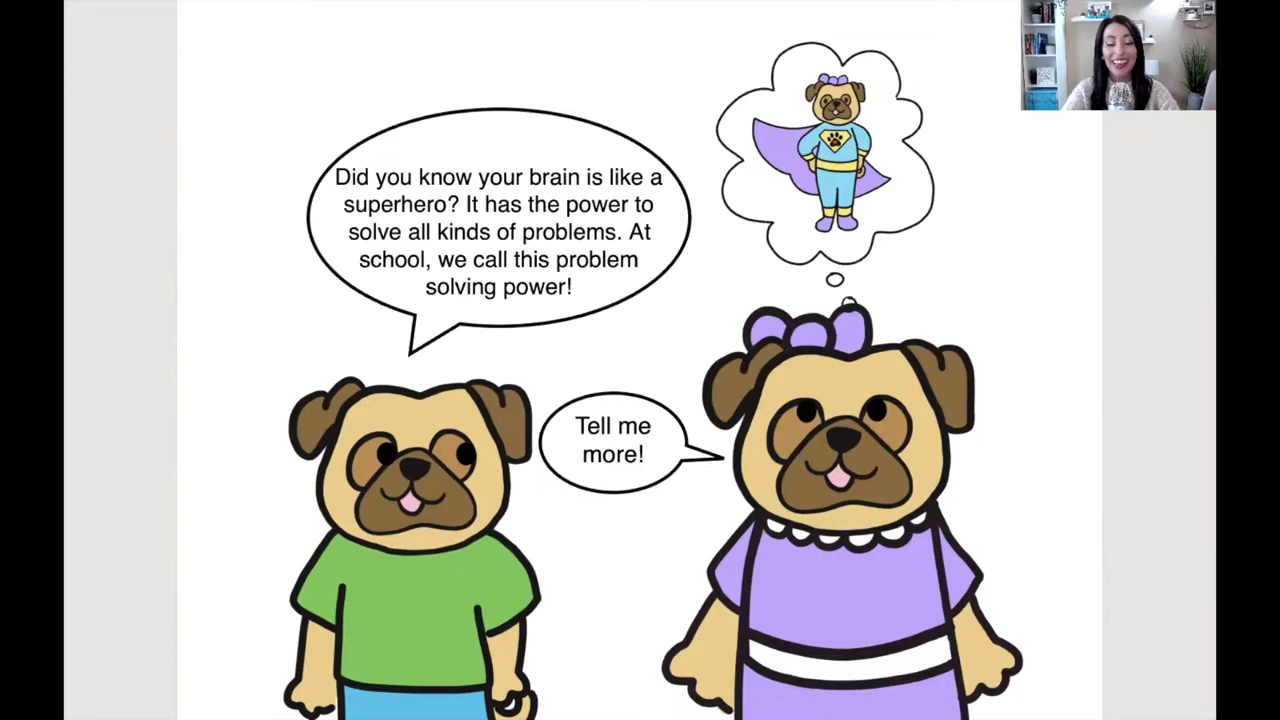 Did you know your brain is like a
superhero? It has the power to
solve all kinds of problems. At
school, we call this problem
solving power!
Tell me
more!